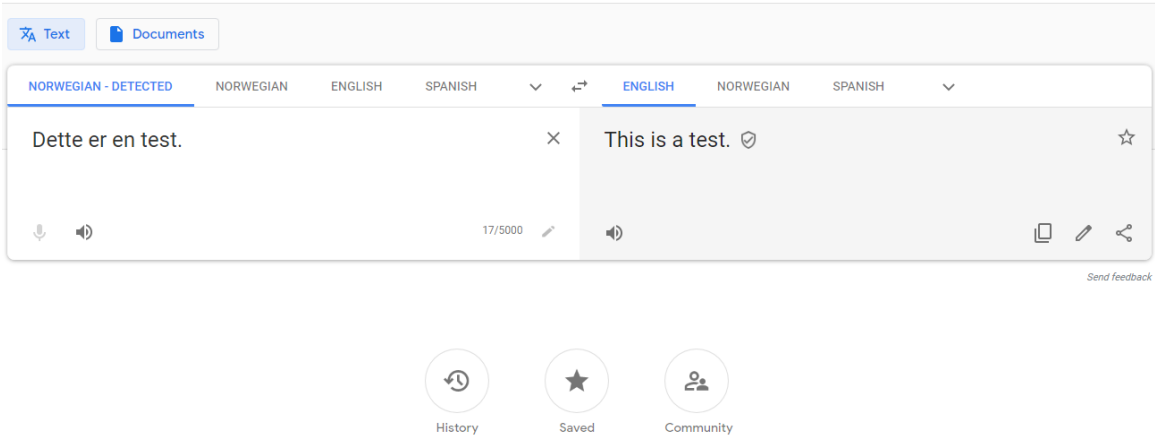 Text Documents
NORWEGIAN - DETECTED NORWEGIAN ENGLISH SPANISH ENGLISH NORWEGIAN SPANISH
Dette er en test. This is a test.
17/5000
Send feedback
History Saved Community